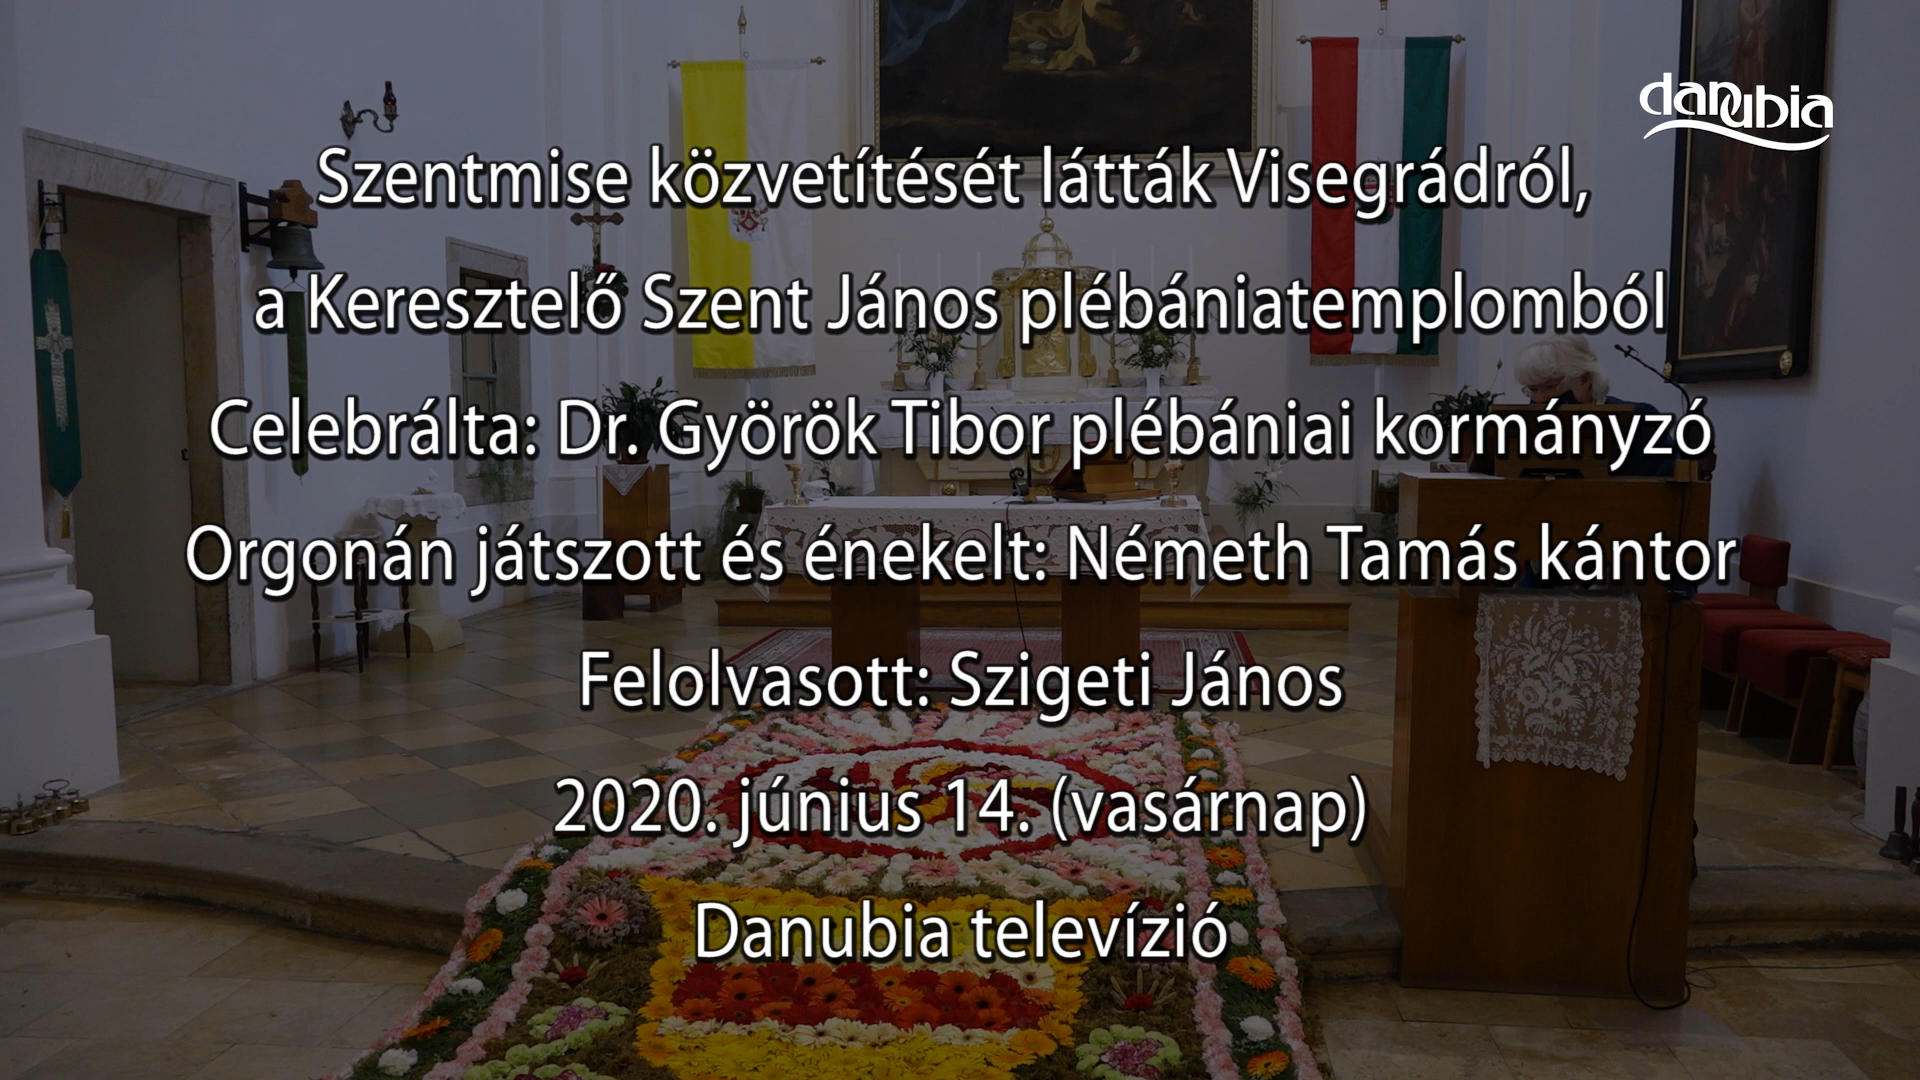 danubia
Szentmise közvetítését látták Visegrádról,
a Keresztelő Szent János plébániatemplomból
Celebrálta: Dr. Györök Tibor plébániai kormányzó
Orgonán játszott és énekelt: Németh Tamás kántor
Felolvasott: Szigeti János
2020. június 14. (vasárnap)
Danubia televízió